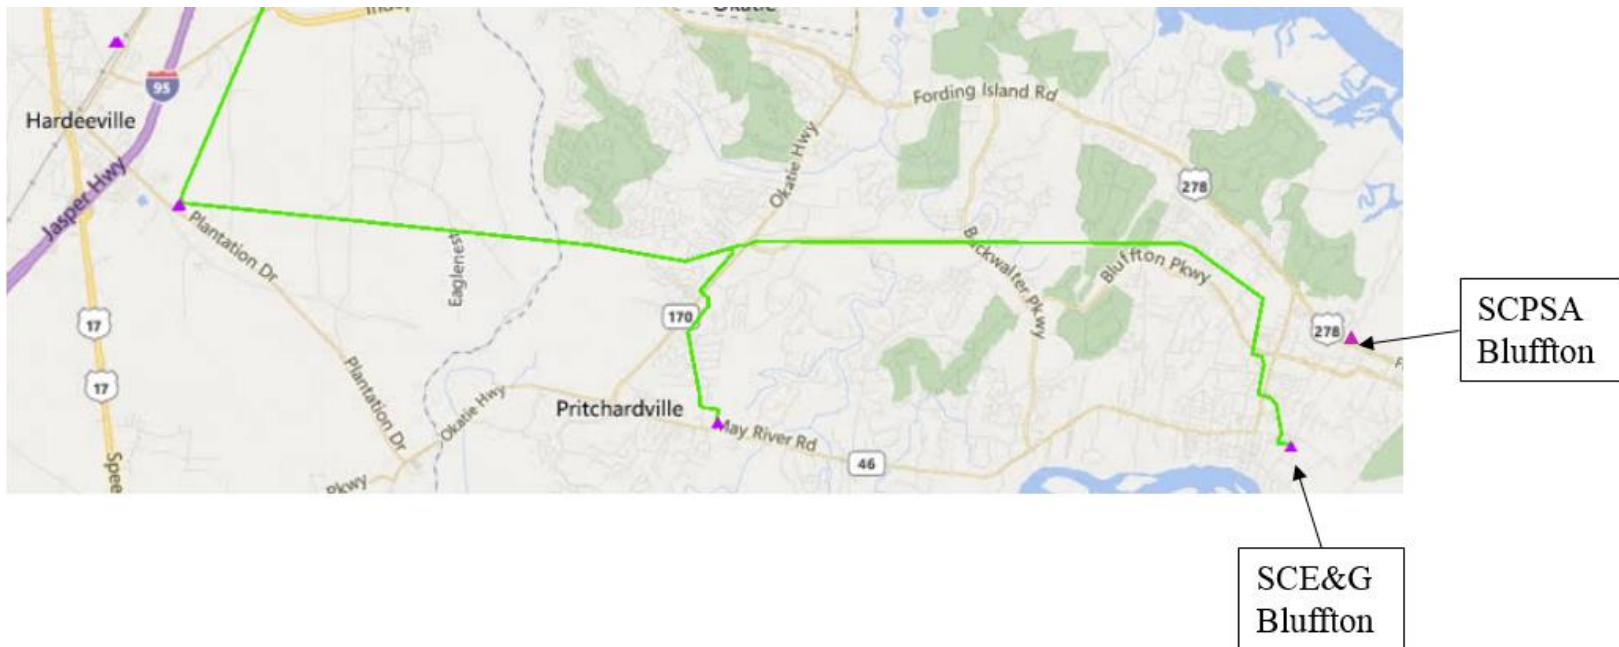 Okatie
95
Hardeeville
Fording Island Rd
Jasper Hwy
Okatie Hwy
278
Plantation Dr
Eaglenest
Buckwalter Pkwy
Bluffton Pkwy
17
170
278
SCPSA
Bluffton
17
Plantation Dr
Okatie Hwy
Pritchardville
May River Rd
46
Pkwy
SCE&G
Bluffton